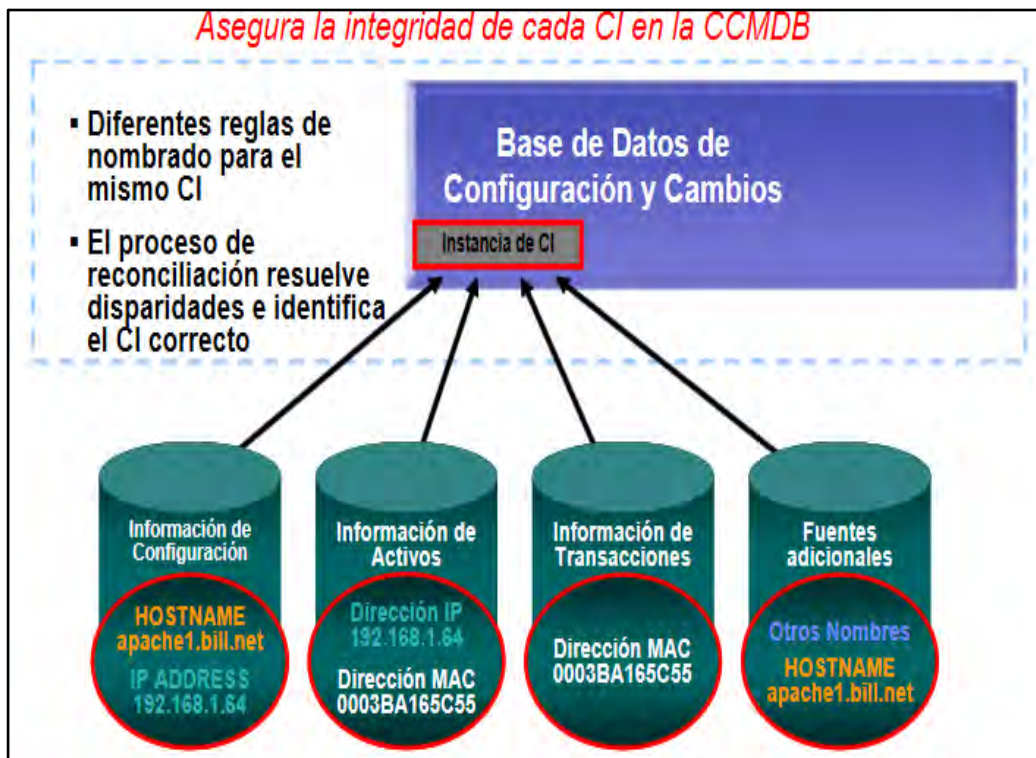 Asegura la integridad de cada CI en la CCMDB
▪ Diferentes reglas de
nombrado para el
mismo CI
▪ El proceso de
reconciliación resuelve
disparidades e identifica
el CI correcto
Base de Datos de
Configuración y Cambios
Instancia de CI
Información de
Configuración
HOSTNAME
apache1.bill.net
IP ADDRESS
192.168.1.64
Información de
Activos
Dirección IP
192.168.1.64
Dirección MAC
0003BA165C55
Información de
Transacciones
Dirección MAC
0003BA165C55
Fuentes
adicionales
Otros Nombres
HOSTNAME
apache1.bill.net